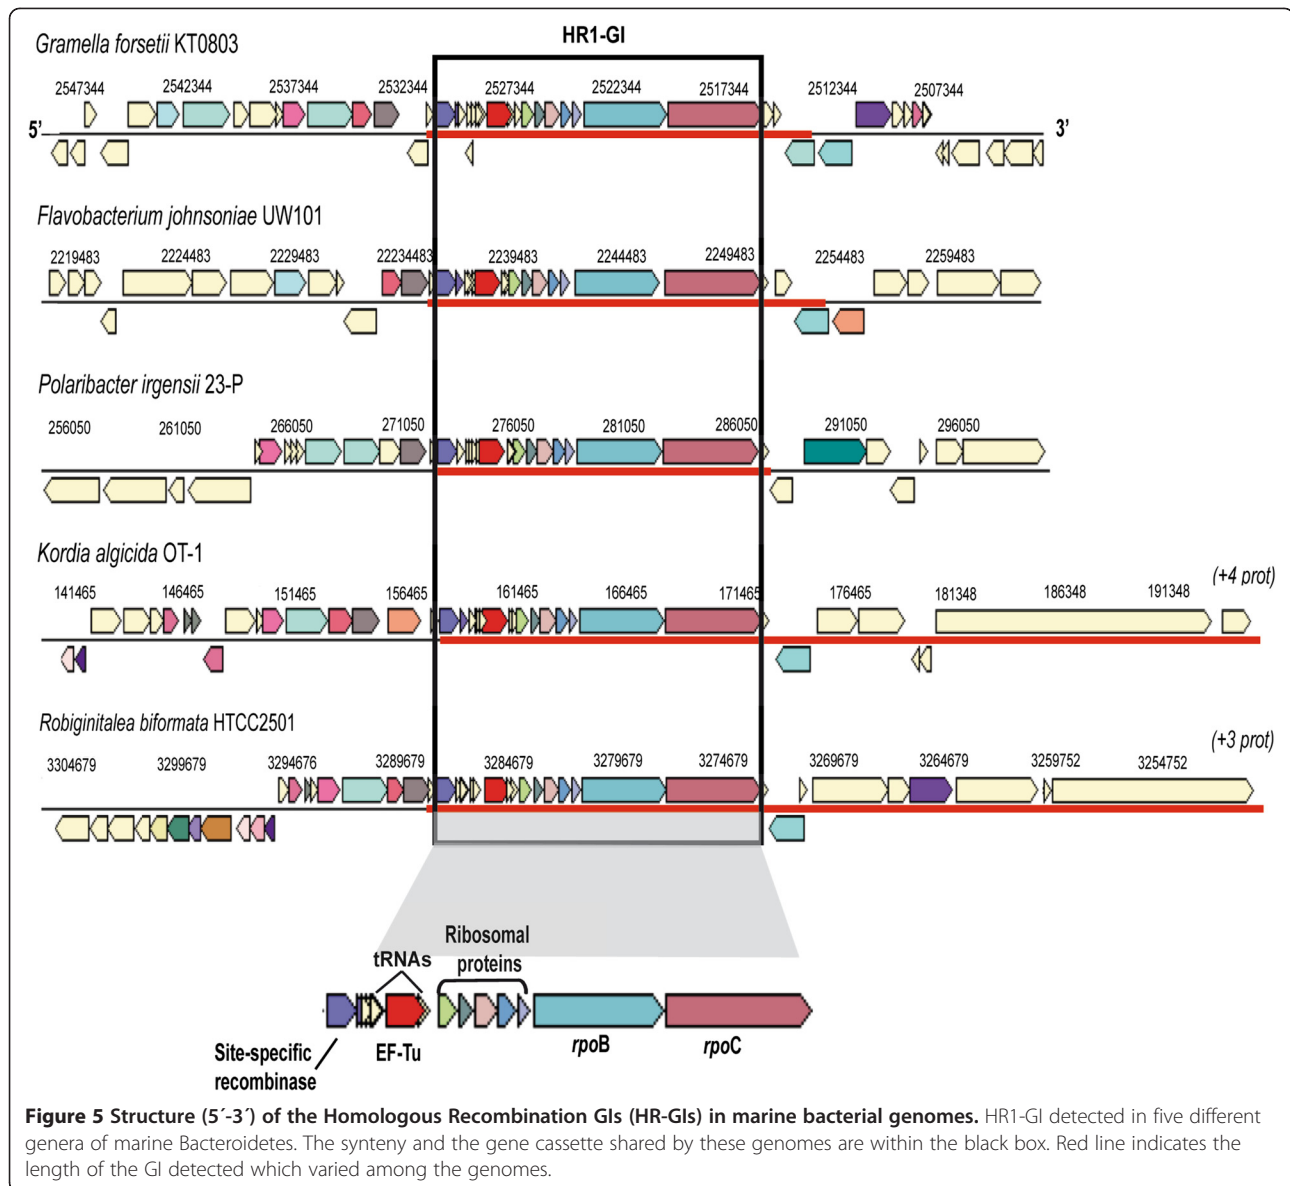 HR1-GI
Gramella forsetii KT0803
2547344 2542344 2537344 2532344 2527344 2522344 2517344 2512344 2507344
5’ 3’
Flavobacterium johnsoniae UW101
2219483 2224483 2229483 22234483 2239483 2244483 2249483 2254483 2259483
Polaribacter irgensii 23-P
256050 261050 266050 271050 276050 281050 286050 291050 296050
Kordia algicida OT-1
141465 146465 151465 156465 161465 166465 171465 176465 181348 186348 191348 (+4 prot)
Robiginitalea biformata HTCC2501
3304679 3299679 3294676 3289679 3284679 3279679 3274679 3269679 3264679 3259752 3254752 (+3 prot)
tRNAs
Ribosomal
proteins
Site-specific
recombinase
EF-Tu
rpoB
rpoC
Figure 5 Structure (5´-3´) of the Homologous Recombination GIs (HR-GIs) in marine bacterial genomes. HR1-GI detected in five different
genera of marine Bacteroidetes. The synteny and the gene cassette shared by these genomes are within the black box. Red line indicates the
length of the GI detected which varied among the genomes.